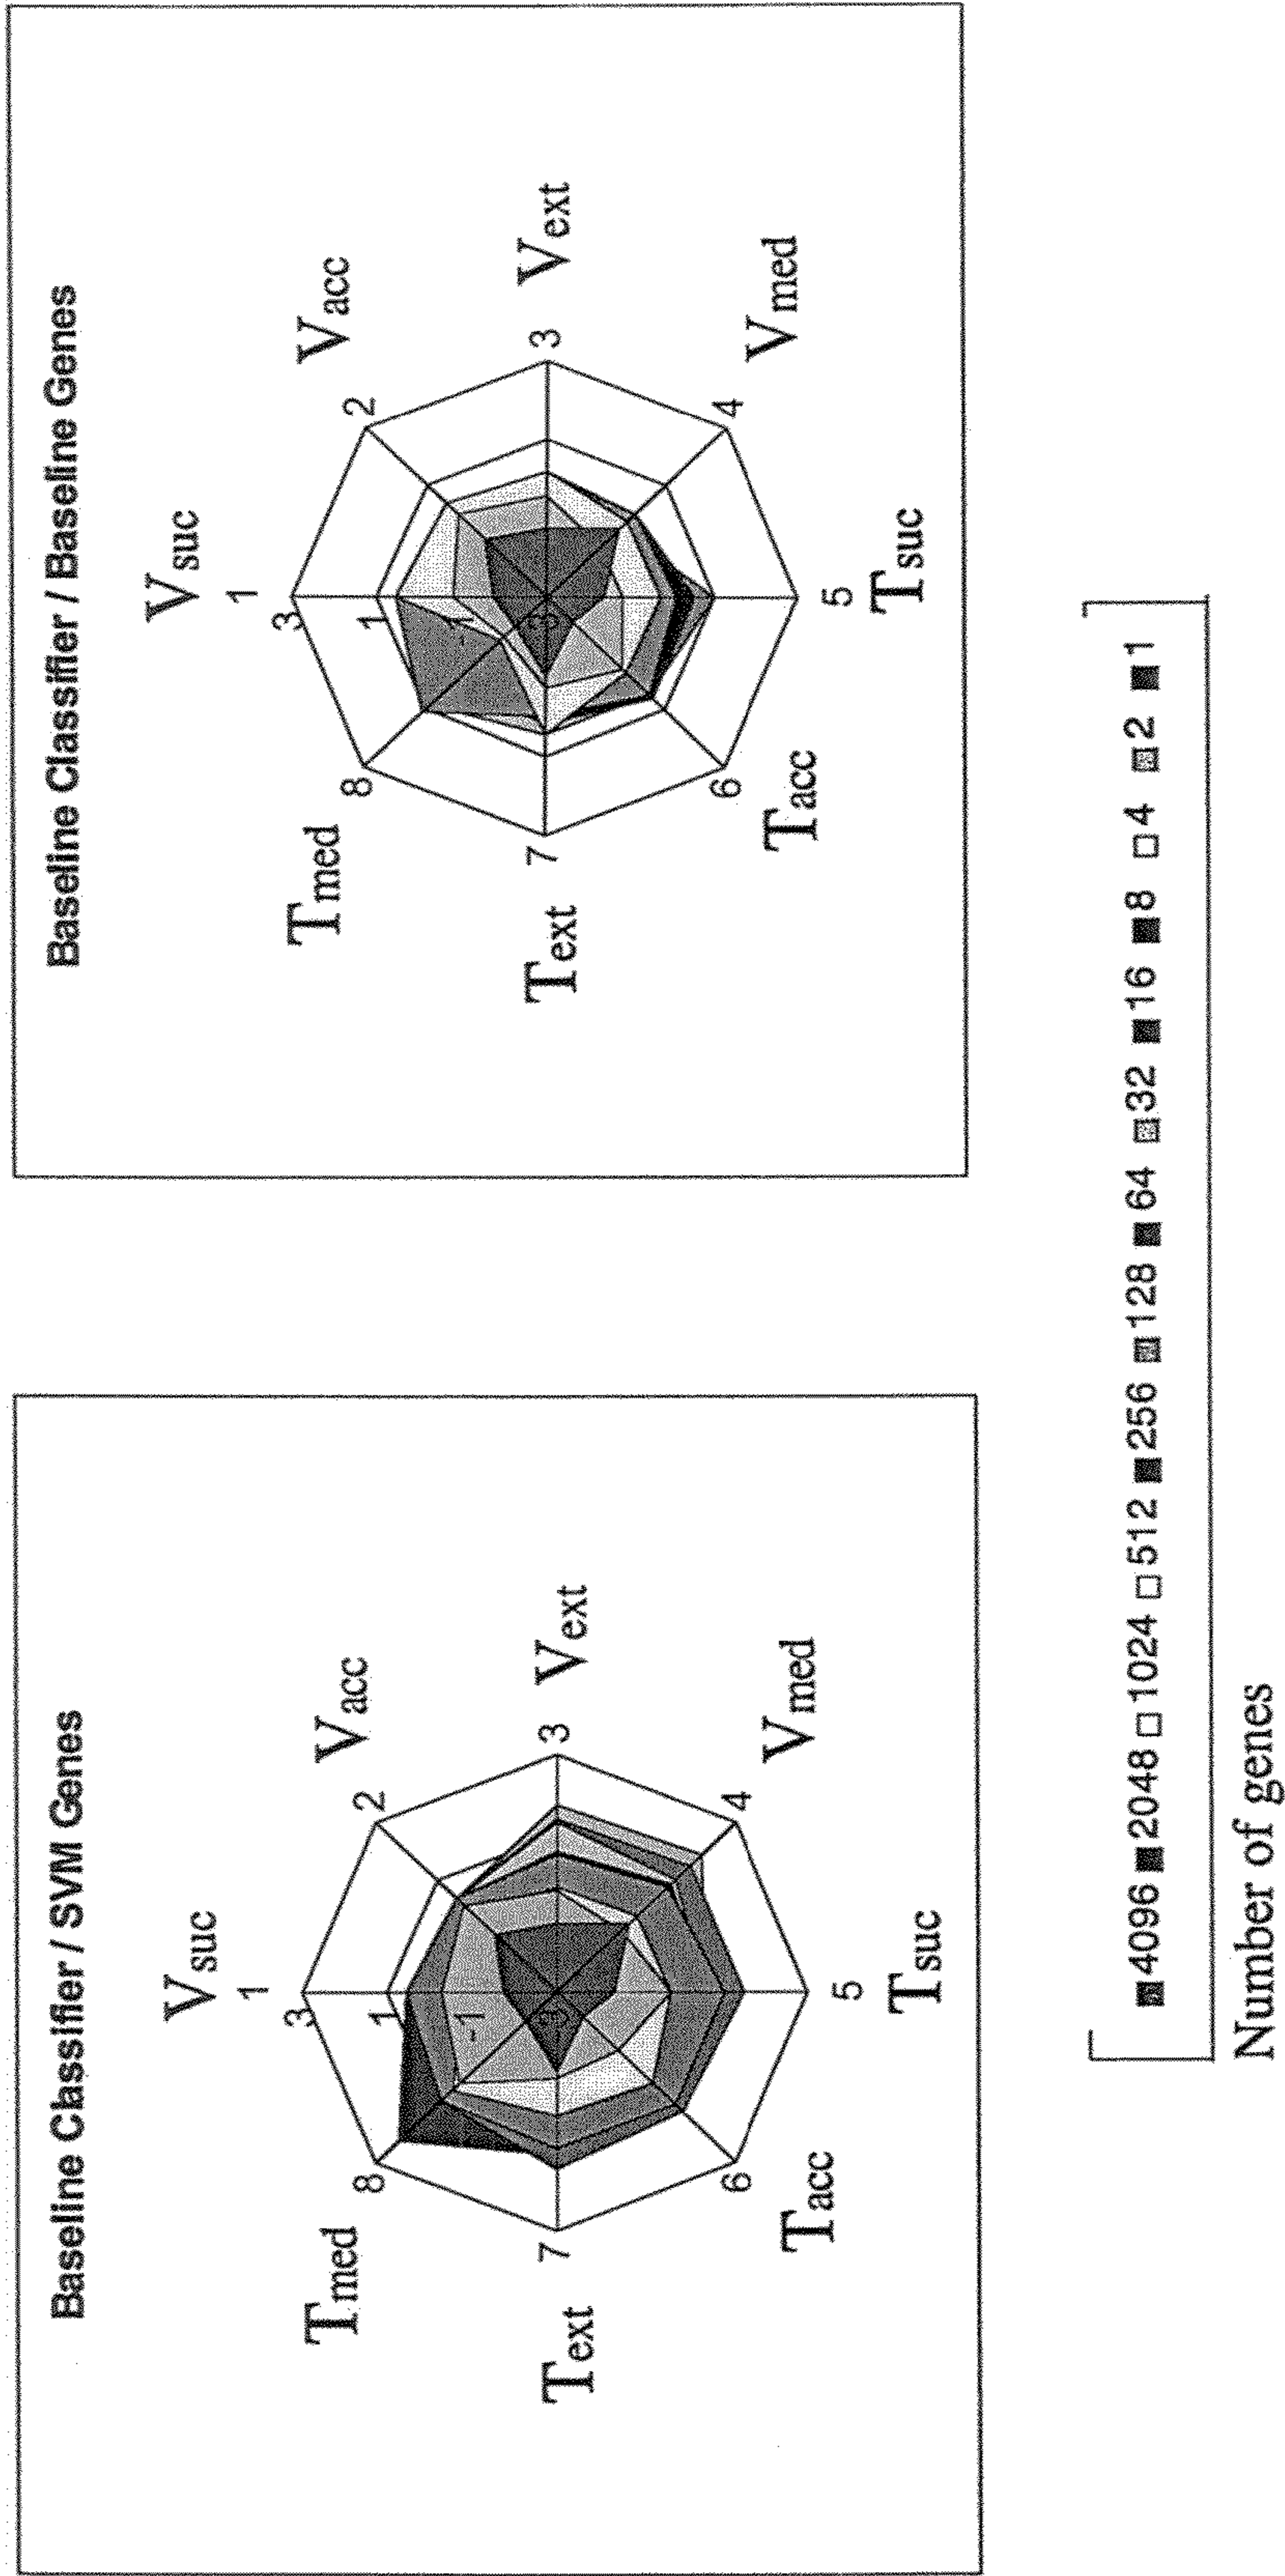 Baseline Classifier / SVM Genes
Vsuc
1
3
1
-1
-3
Vacc
2
Vext
3
Vmed
4
Tsuc
5
Tacc
6
Text
7
Tmed
8
Baseline Classifier / Baseline Genes
Vsuc
1
3
1
-1
-3
Vacc
2
Vext
3
Vmed
4
Tsuc
5
Tacc
6
Text
7
Tmed
8
4096 2048 1024 512 256 128 64 32 16 8 4 2 1
Number of genes